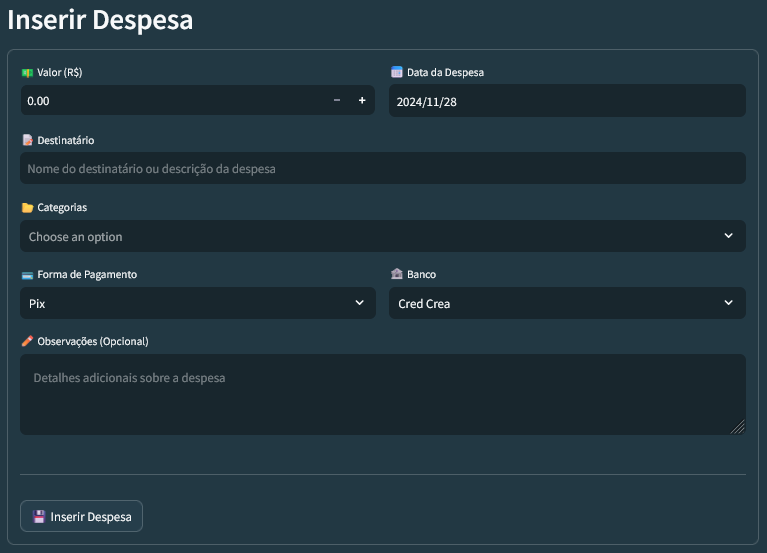 Inserir Despesa
Valor (R$)
Data da Despesa
0.00
2024/11/28
Destinatário
Nome do destinatário ou descrição da despesa
Categorias
Choose an option
Forma de Pagamento
Banco
Pix
Cred Crea
Observações (Opcional)
Detalhes adicionais sobre a despesa
Inserir Despesa